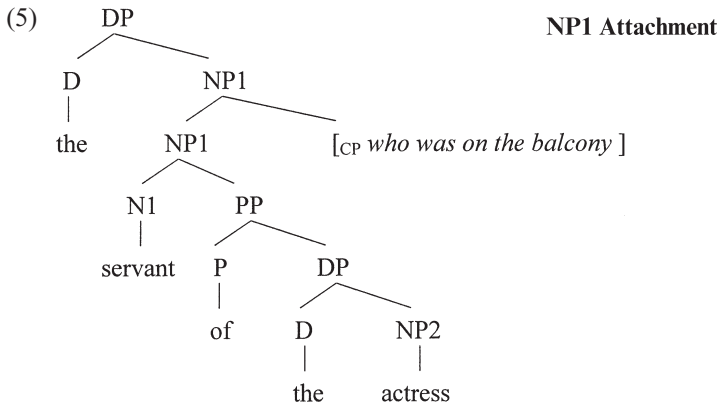 (5) DP NP1 Attachment
D NP1
the NP1 [CP who was on the balcony ]
N1 PP
servant P DP
of D NP2
the actress